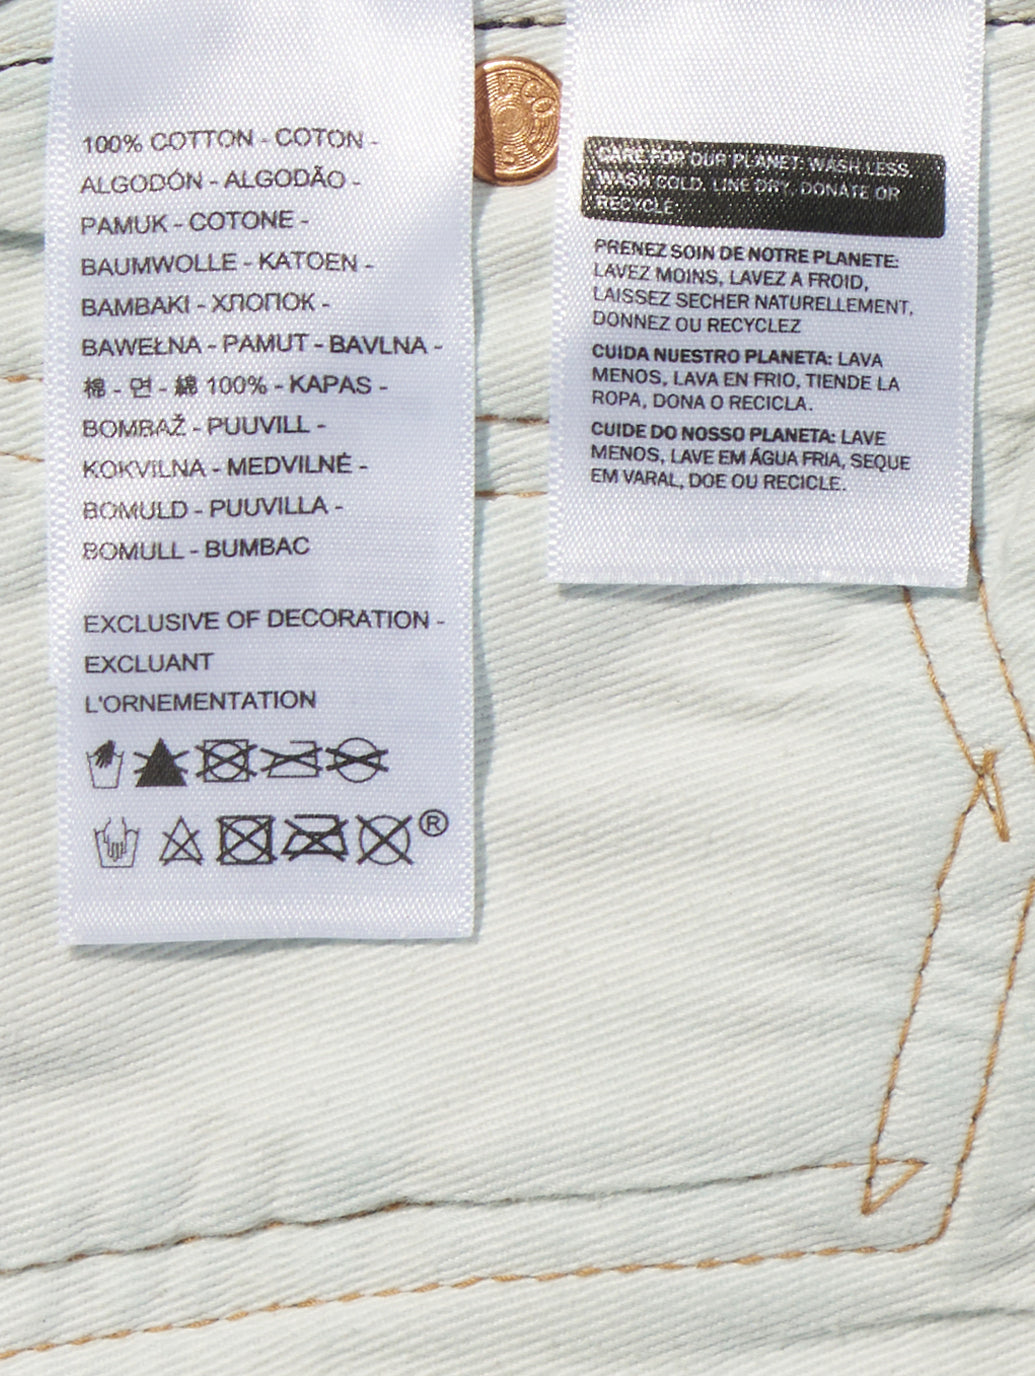 100% COTTON - COTON -
ALGODÓN - ALGODÃO -
PAMUK - COTONE -
BAUMWOLLE - KATOEN -
BAMBAKI - ХЛОПОК -
BAWEŁNA - PAMUT - BAVLNA -
棉 - 면 - 綿 100% - KAPAS -
BOMBAŽ - PUUVILL -
KOKVILNA - MEDVILNĖ -
BOMULD - PUUVILLA -
BOMULL - BUMBAC
EXCLUSIVE OF DECORATION -
EXCLUANT
L'ORNEMENTATION
®
CARE FOR OUR PLANET: WASH LESS,
WASH COLD, LINE DRY, DONATE OR
RECYCLE.
PRENEZ SOIN DE NOTRE PLANETE:
LAVEZ MOINS, LAVEZ A FROID,
LAISSEZ SECHER NATURELLEMENT,
DONNEZ OU RECYCLEZ
CUIDA NUESTRO PLANETA: LAVA
MENOS, LAVA EN FRIO, TIENDE LA
ROPA, DONA O RECICLA.
CUIDE DO NOSSO PLANETA: LAVE
MENOS, LAVE EM ÁGUA FRIA, SEQUE
EM VARAL, DOE OU RECICLE.